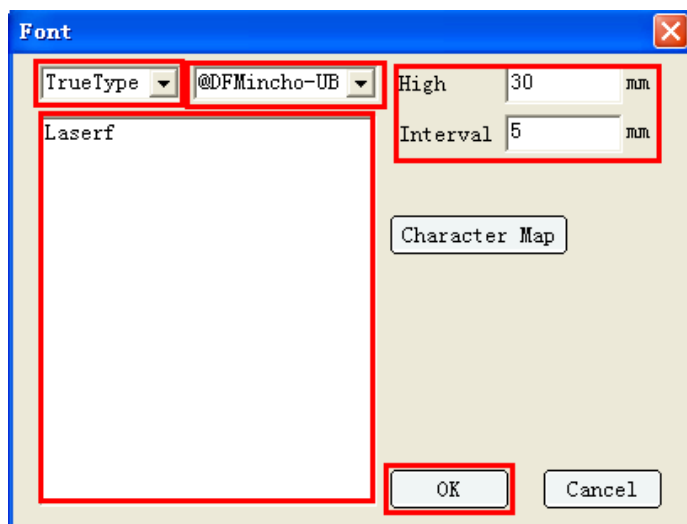 Font
TrueType @DFMincho-UB High 30 mm
Laserf Interval 5 mm
Character Map
OK Cancel